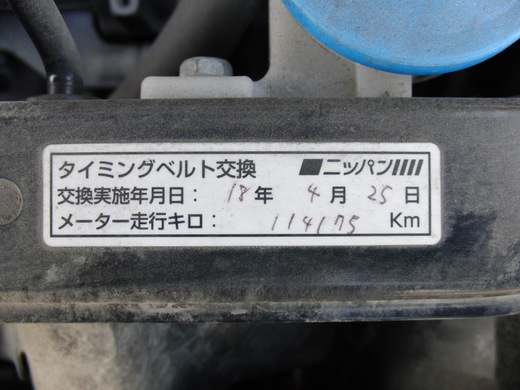 タイミングベルト交換 ニッパン
交換実施年月日： 18年 4月 25日
メーター走行キロ： 114175 Km